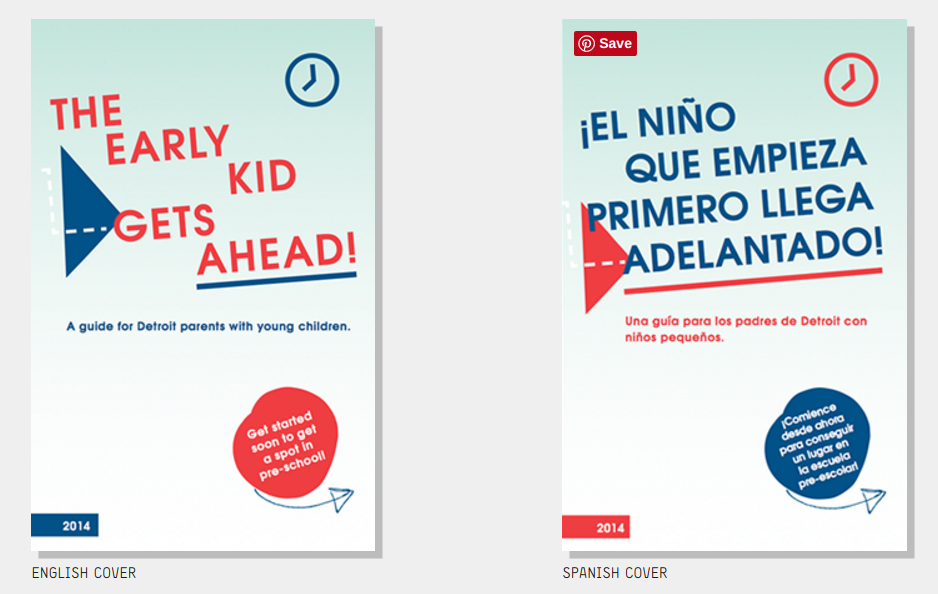 THE
EARLY
KID
GETS
AHEAD!
A guide for Detroit parents with young children.
Get started
soon to get
a spot in
pre-school!
2014
ENGLISH COVER
Save
¡EL NIÑO
QUE EMPIEZA
PRIMERO LLEGA
ADELANTADO!
Una guía para los padres de Detroit con
niños pequeños.
¡Comience
desde ahora
para conseguir
un lugar en
la escuela
pre-escolar!
2014
SPANISH COVER